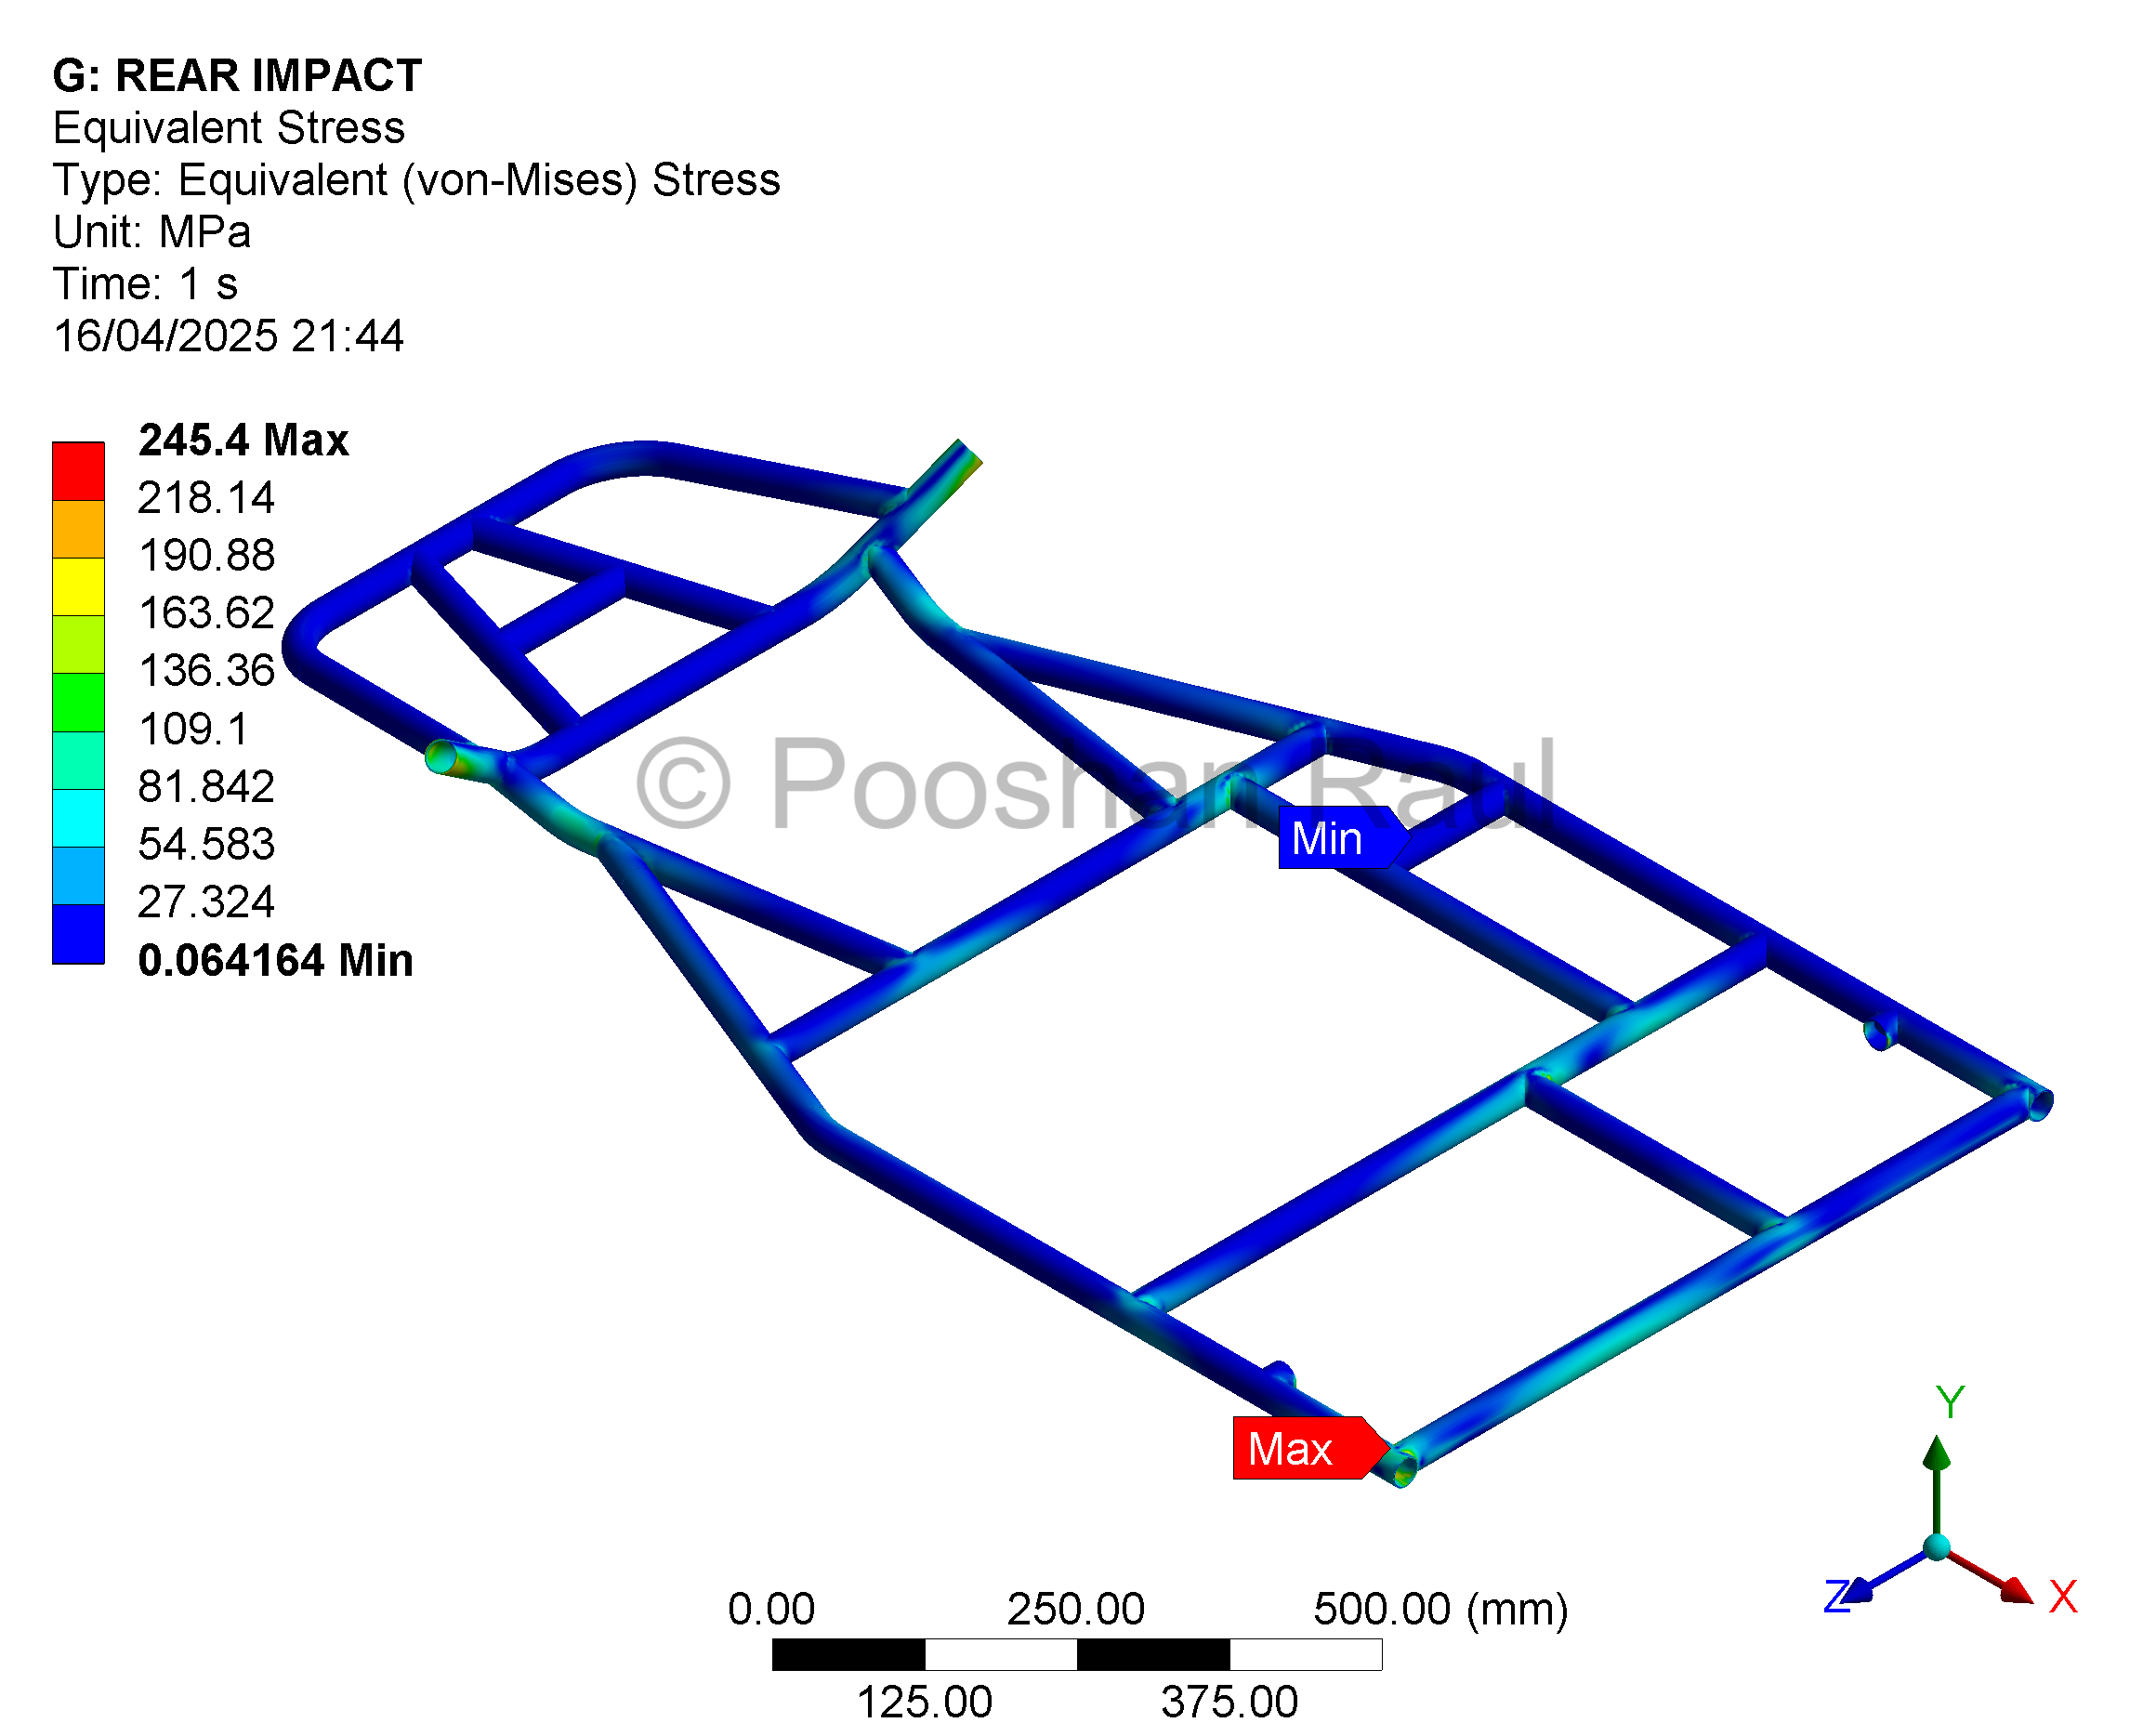 G: REAR IMPACT
Equivalent Stress
Type: Equivalent (von-Mises) Stress
Unit: MPa
Time: 1 s
16/04/2025 21:44
245.4 Max
218.14
190.88
163.62
136.36
109.1
81.842
54.583
27.324
0.064164 Min
© Pooshan Raul
Min
Max
Y
Z
X
0.00
250.00
500.00 (mm)
125.00
375.00